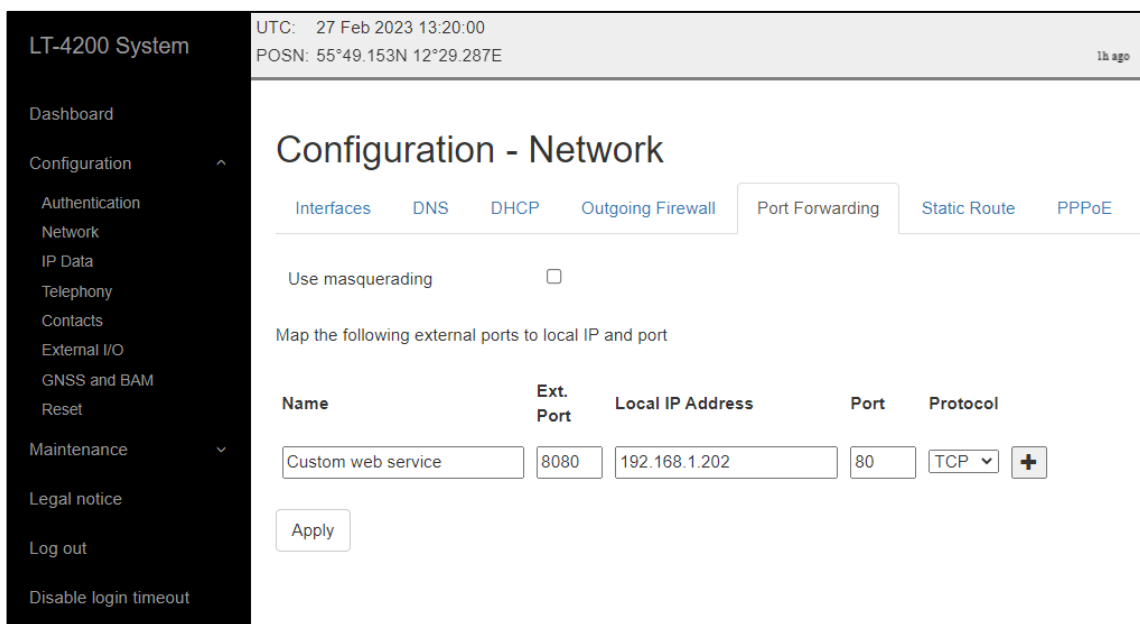 LT-4200 System
UTC: 27 Feb 2023 13:20:00
POSN: 55°49.153N 12°29.287E
1h ago
Dashboard
Configuration
Authentication
Network
IP Data
Telephony
Contacts
External I/O
GNSS and BAM
Reset
Maintenance
Legal notice
Log out
Disable login timeout
Configuration - Network
Interfaces DNS DHCP Outgoing Firewall Port Forwarding Static Route PPPoE
Use masquerading
Map the following external ports to local IP and port
Name Ext. Port Local IP Address Port Protocol
Custom web service 8080 192.168.1.202 80 TCP
Apply